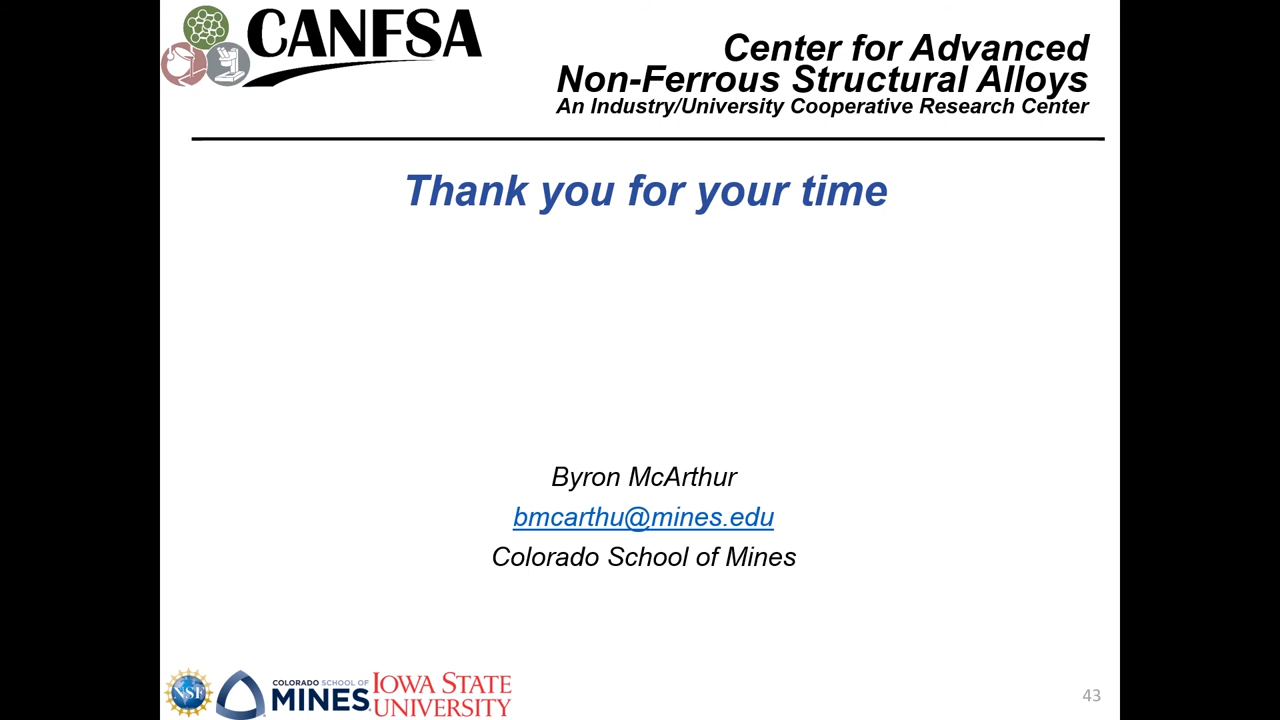 CANFSA
Center for Advanced
Non-Ferrous Structural Alloys
An Industry/University Cooperative Research Center
Thank you for your time
Byron McArthur
bmcarthu@mines.edu
Colorado School of Mines
NSF
COLORADO SCHOOL OF
MINES
IOWA STATE
UNIVERSITY
43